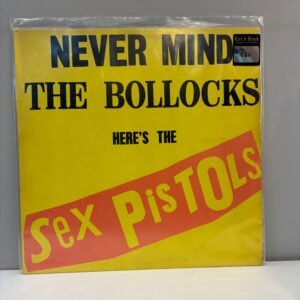 NEVER MIND
THE BOLLOCKS
HERE'S THE
Sex PiSTOLs